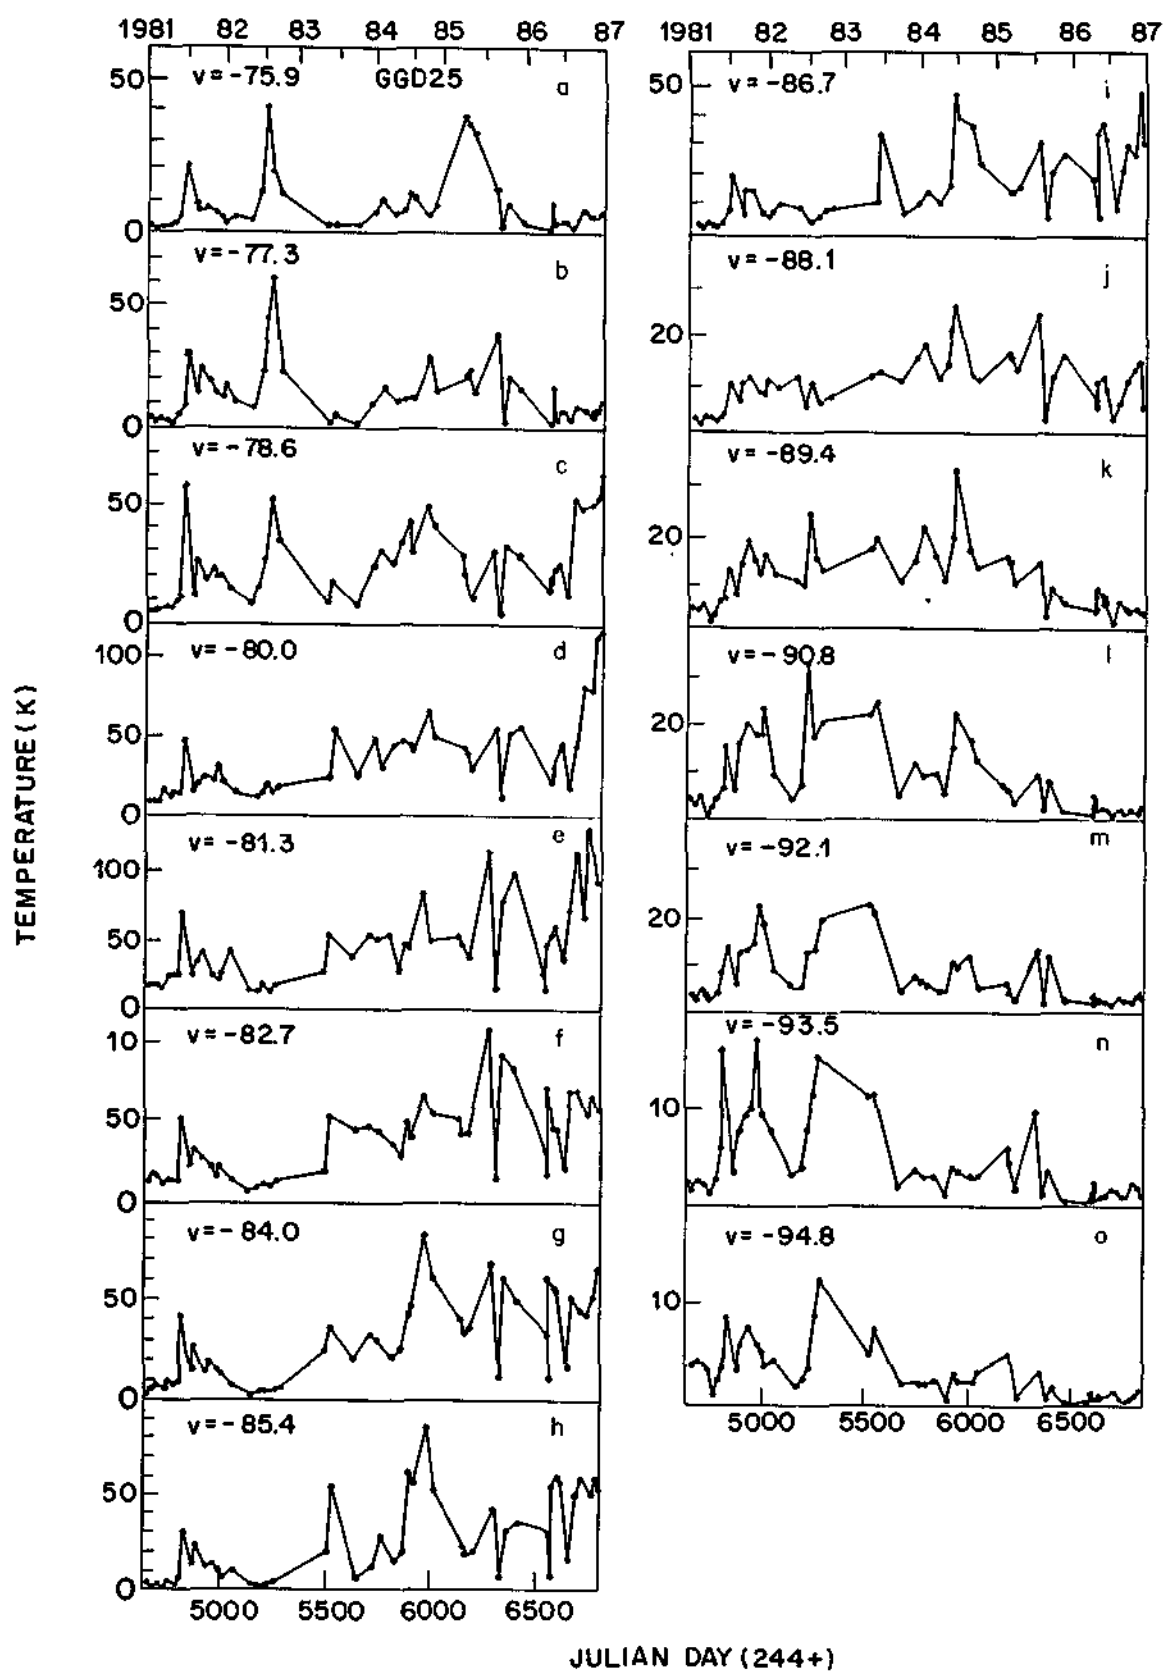 1981 82 83 84 85 86 87
50 v=-75.9 GGD25 a
0
v=-77.3 b
50
0
v=-78.6 c
50
0
100 v=-80.0 d
50
0
v=-81.3 e
100
50
0
10 v=-82.7 f
50
0
v=-84.0 g
50
0
v=-85.4 h
50
0
5000 5500 6000 6500
1981 82 83 84 85 86 87
50 v=-86.7 i
v=-88.1 j
20
v=-89.4 k
20
v=-90.8 l
20
v=-92.1 m
20
v=-93.5 n
10
v=-94.8 o
10
5000 5500 6000 6500
TEMPERATURE (K)
JULIAN DAY (244+)